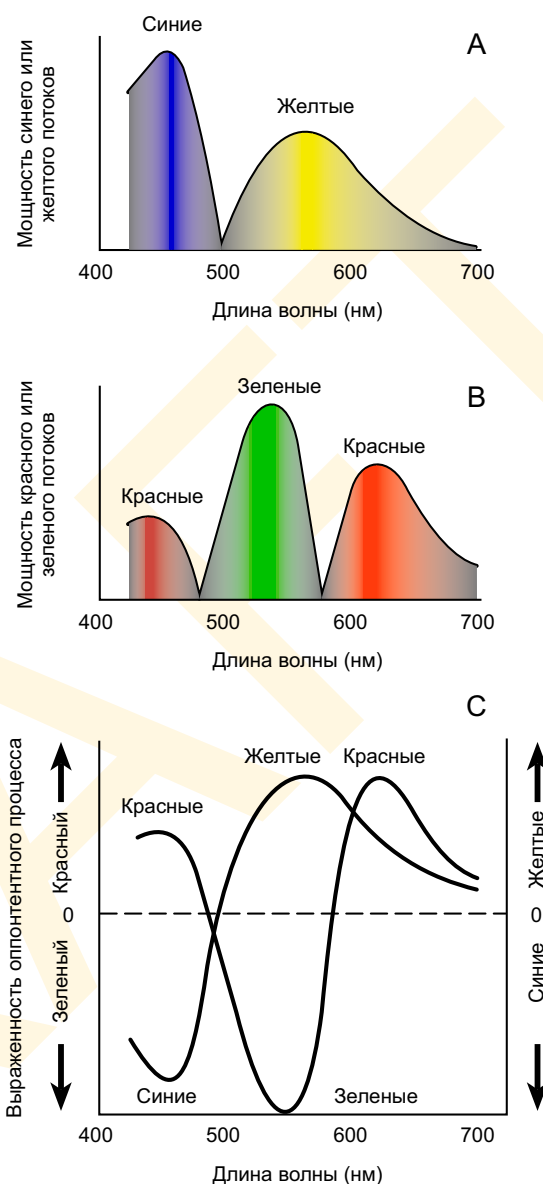 Синие
A
Желтые
Мощность синего или
желтого потоков
400 500 600 700
Длина волны (нм)
Зеленые
B
Красные
Красные
Мощность красного или
зеленого потоков
400 500 600 700
Длина волны (нм)
C
Желтые Красные
Красные
Выраженность оппонтентного процесса
Красный
Зеленый
0
Желтые
Синие
0
Синие Зеленые
400 500 600 700
Длина волны (нм)